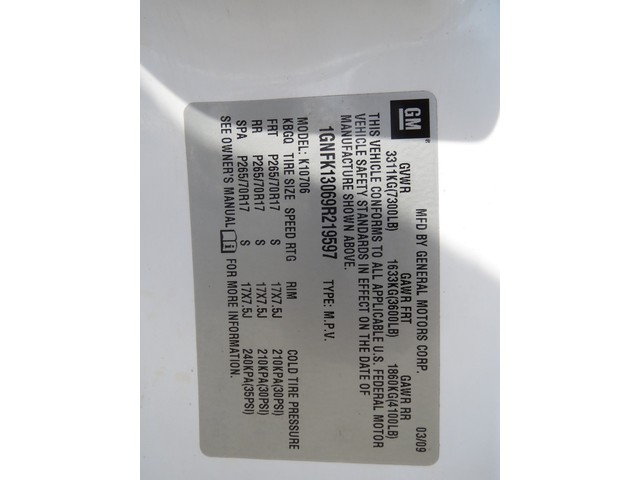 GM
MFD BY GENERAL MOTORS CORP. 03/09
GVWR GAWR FRT GAWR RR
3311KG(7300LB) 1633KG(3600LB) 1860KG(4100LB)
THIS VEHICLE CONFORMS TO ALL APPLICABLE U.S. FEDERAL MOTOR
VEHICLE SAFETY STANDARDS IN EFFECT ON THE DATE OF
MANUFACTURE SHOWN ABOVE.
1GNFK13069R219597 TYPE: M.P.V.
MODEL: K10706
KBGQ TIRE SIZE SPEED RTG RIM COLD TIRE PRESSURE
FRT P265/70R17 S 17X7.5J 210KPA(30PSI)
RR P265/70R17 S 17X7.5J 210KPA(30PSI)
SPA P265/70R17 S 17X7.5J 240KPA(35PSI)
SEE OWNER'S MANUAL i FOR MORE INFORMATION.